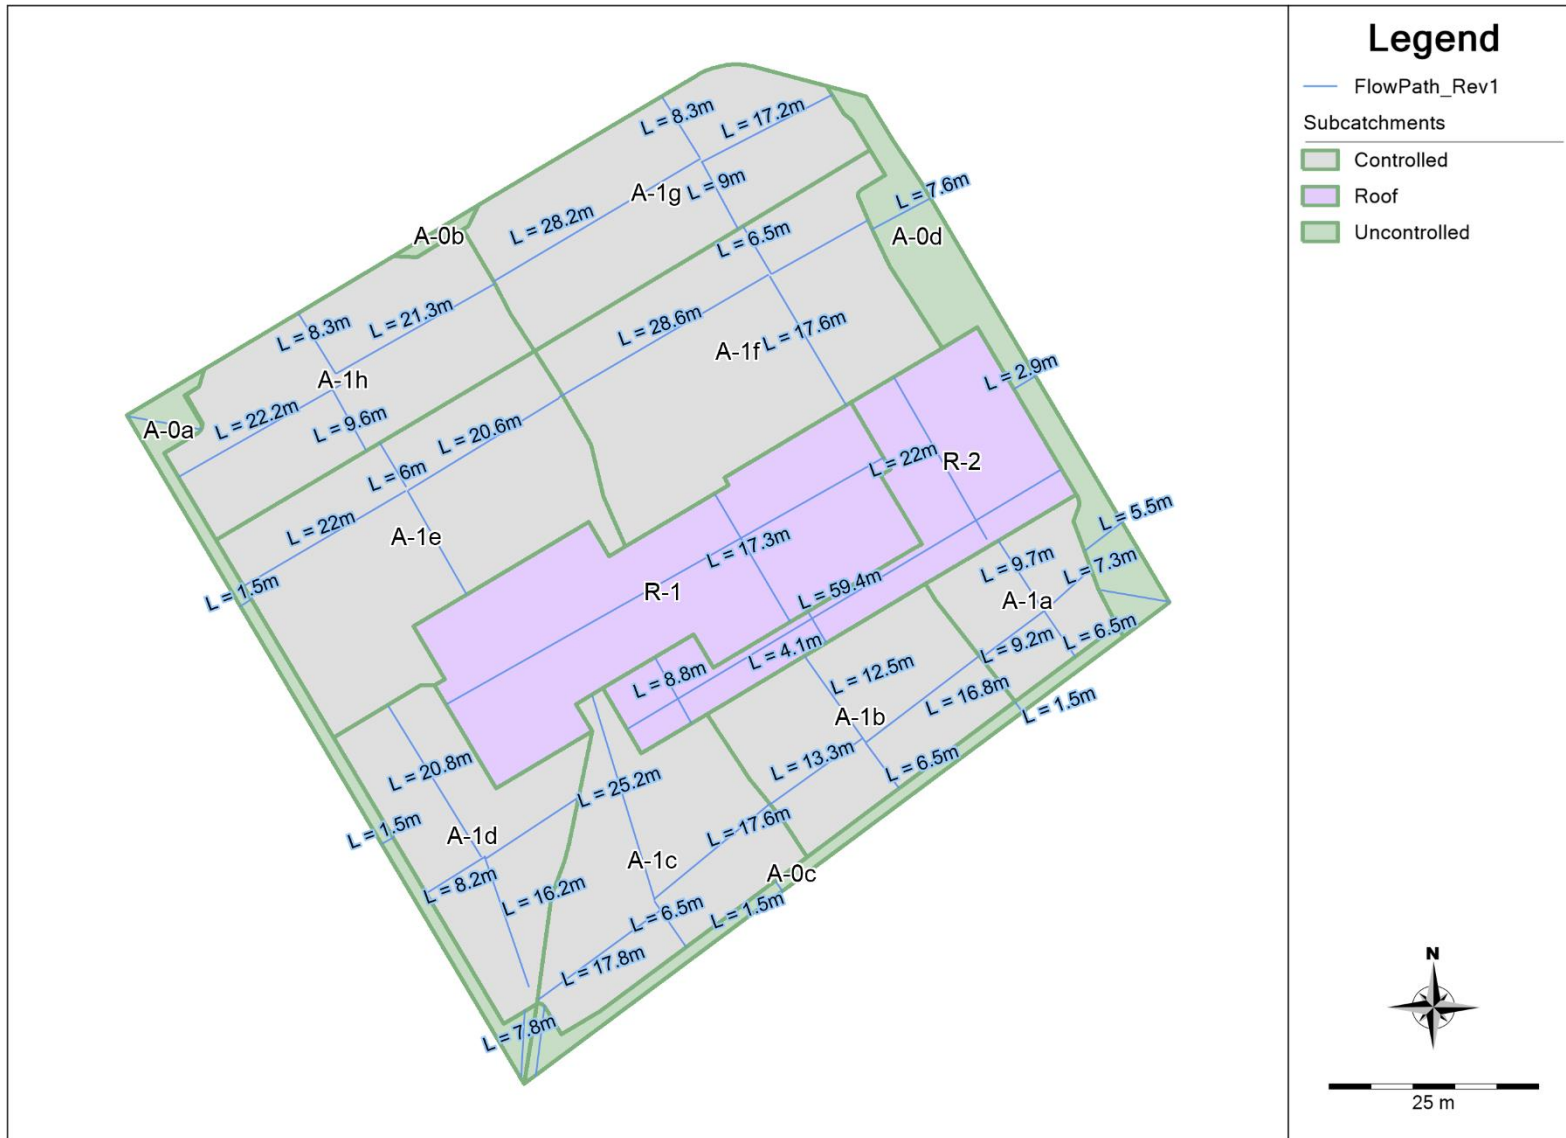 Legend
FlowPath_Rev1
Subcatchments
Controlled
Roof
Uncontrolled
L = 8.3m
L = 17.2m
A-1g
L = 9m
L = 7.6m
L = 28.2m
A-0b
L = 6.5m
A-0d
L = 8.3m
L = 21.3m
L = 28.6m
L = 17.6m
A-1f
A-1h
L = 2.9m
L = 22.2m
A-0a
L = 9.6m
L = 20.6m
L = 22m
R-2
L = 6m
L = 22m
A-1e
L = 5.5m
L = 17.3m
L = 9.7m
L = 7.3m
L = 1.5m
R-1
L = 59.4m
A-1a
L = 6.5m
L = 4.1m
L = 9.2m
L = 8.8m
L = 12.5m
L = 16.8m
L = 1.5m
A-1b
L = 13.3m
L = 6.5m
L = 20.8m
L = 25.2m
L = 1.5m
A-1d
L = 17.6m
A-1c
A-0c
L = 8.2m
L = 16.2m
L = 6.5m
L = 1.5m
L = 17.8m
L = 7.8m
N
25 m